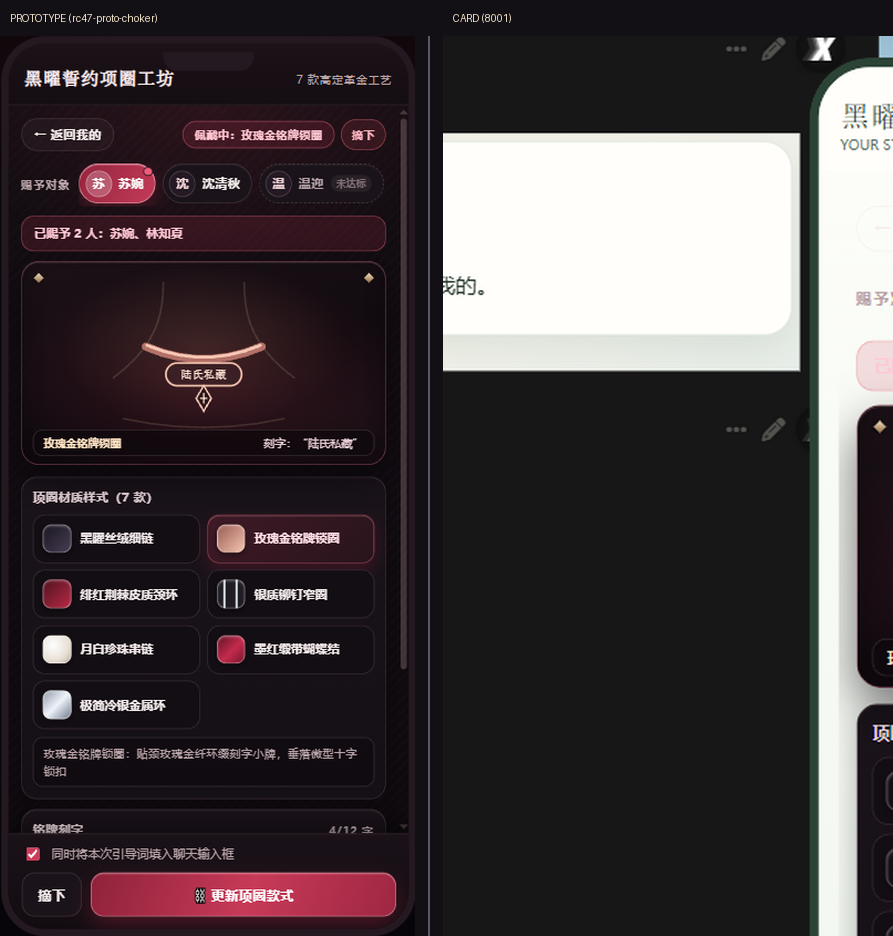 PROTOTYPE (rc47-proto-choker)
黑曜誓约项圈工坊
7 款高定革金工艺
← 返回我的
佩戴中：玫瑰金铭牌锁圈
摘下
赐予对象
苏 苏婉
沈 沈清秋
温 温迎 未达标
已赐予 2 人：苏婉、林知夏
陆氏私藏
玫瑰金铭牌锁圈
刻字： “陆氏私藏”
项圈材质样式（7 款）
黑曜丝绒细链
玫瑰金铭牌锁圈
绯红荆棘皮质颈环
银质铆钉窄圈
月白珍珠串链
墨红缎带蝴蝶结
极简冷银金属环
玫瑰金铭牌锁圈：贴颈玫瑰金纤环缀刻字小牌，垂落微型十字
锁扣
铭牌刻字
4/12 字
同时将本次引导词填入聊天输入框
摘下
⛓ 更新项圈款式
CARD (8001)
X
黑曜
YOUR ST
我的。
赐予对
已
项